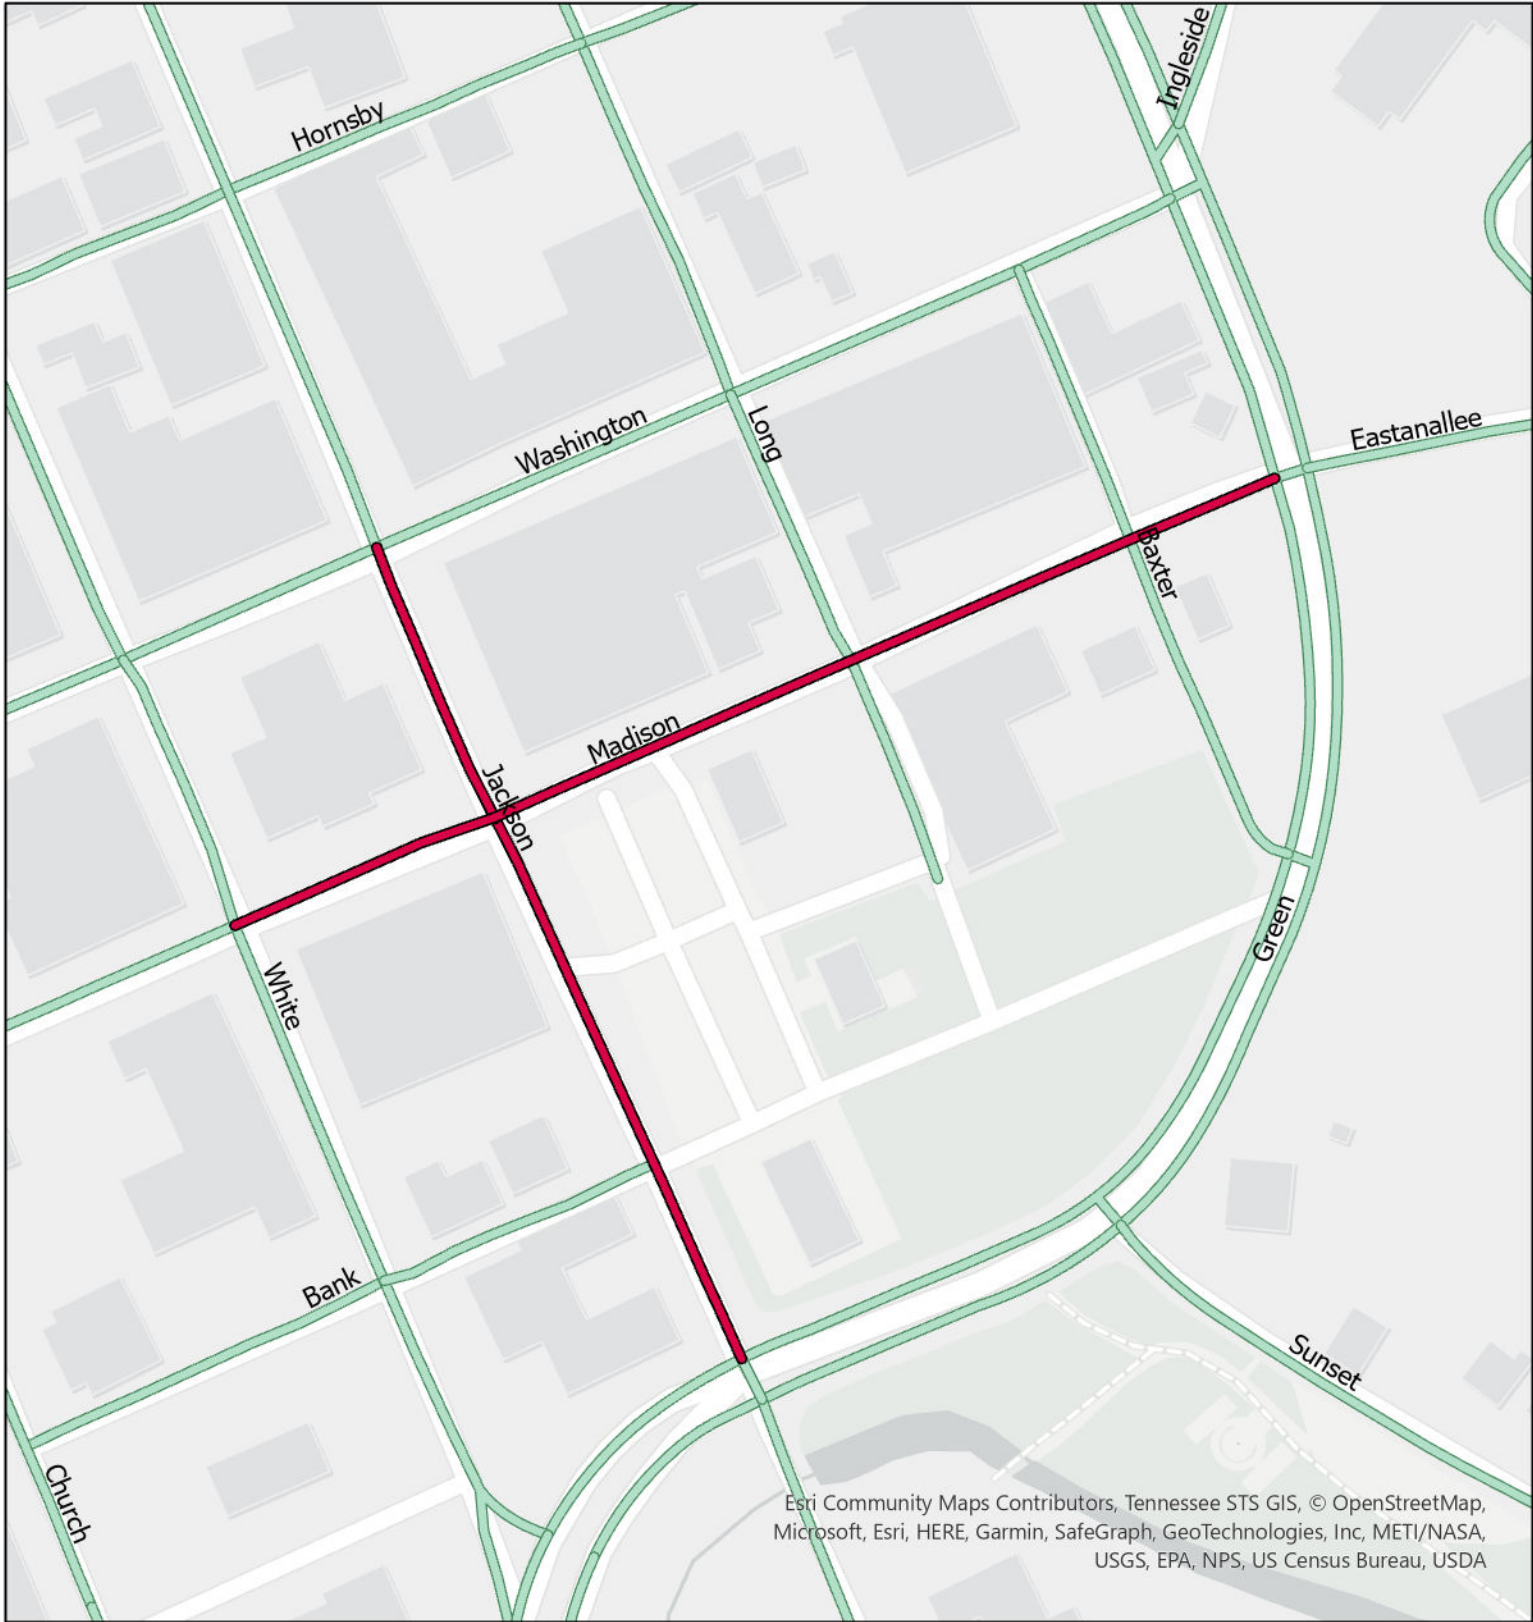 Ingleside
Hornsby
Washington
Long
Eastanallee
Baxter
Madison
Jackson
Green
White
Bank
Sunset
Church
Esri Community Maps Contributors, Tennessee STS GIS, © OpenStreetMap,
Microsoft, Esri, HERE, Garmin, SafeGraph, GeoTechnologies, Inc, METI/NASA,
USGS, EPA, NPS, US Census Bureau, USDA